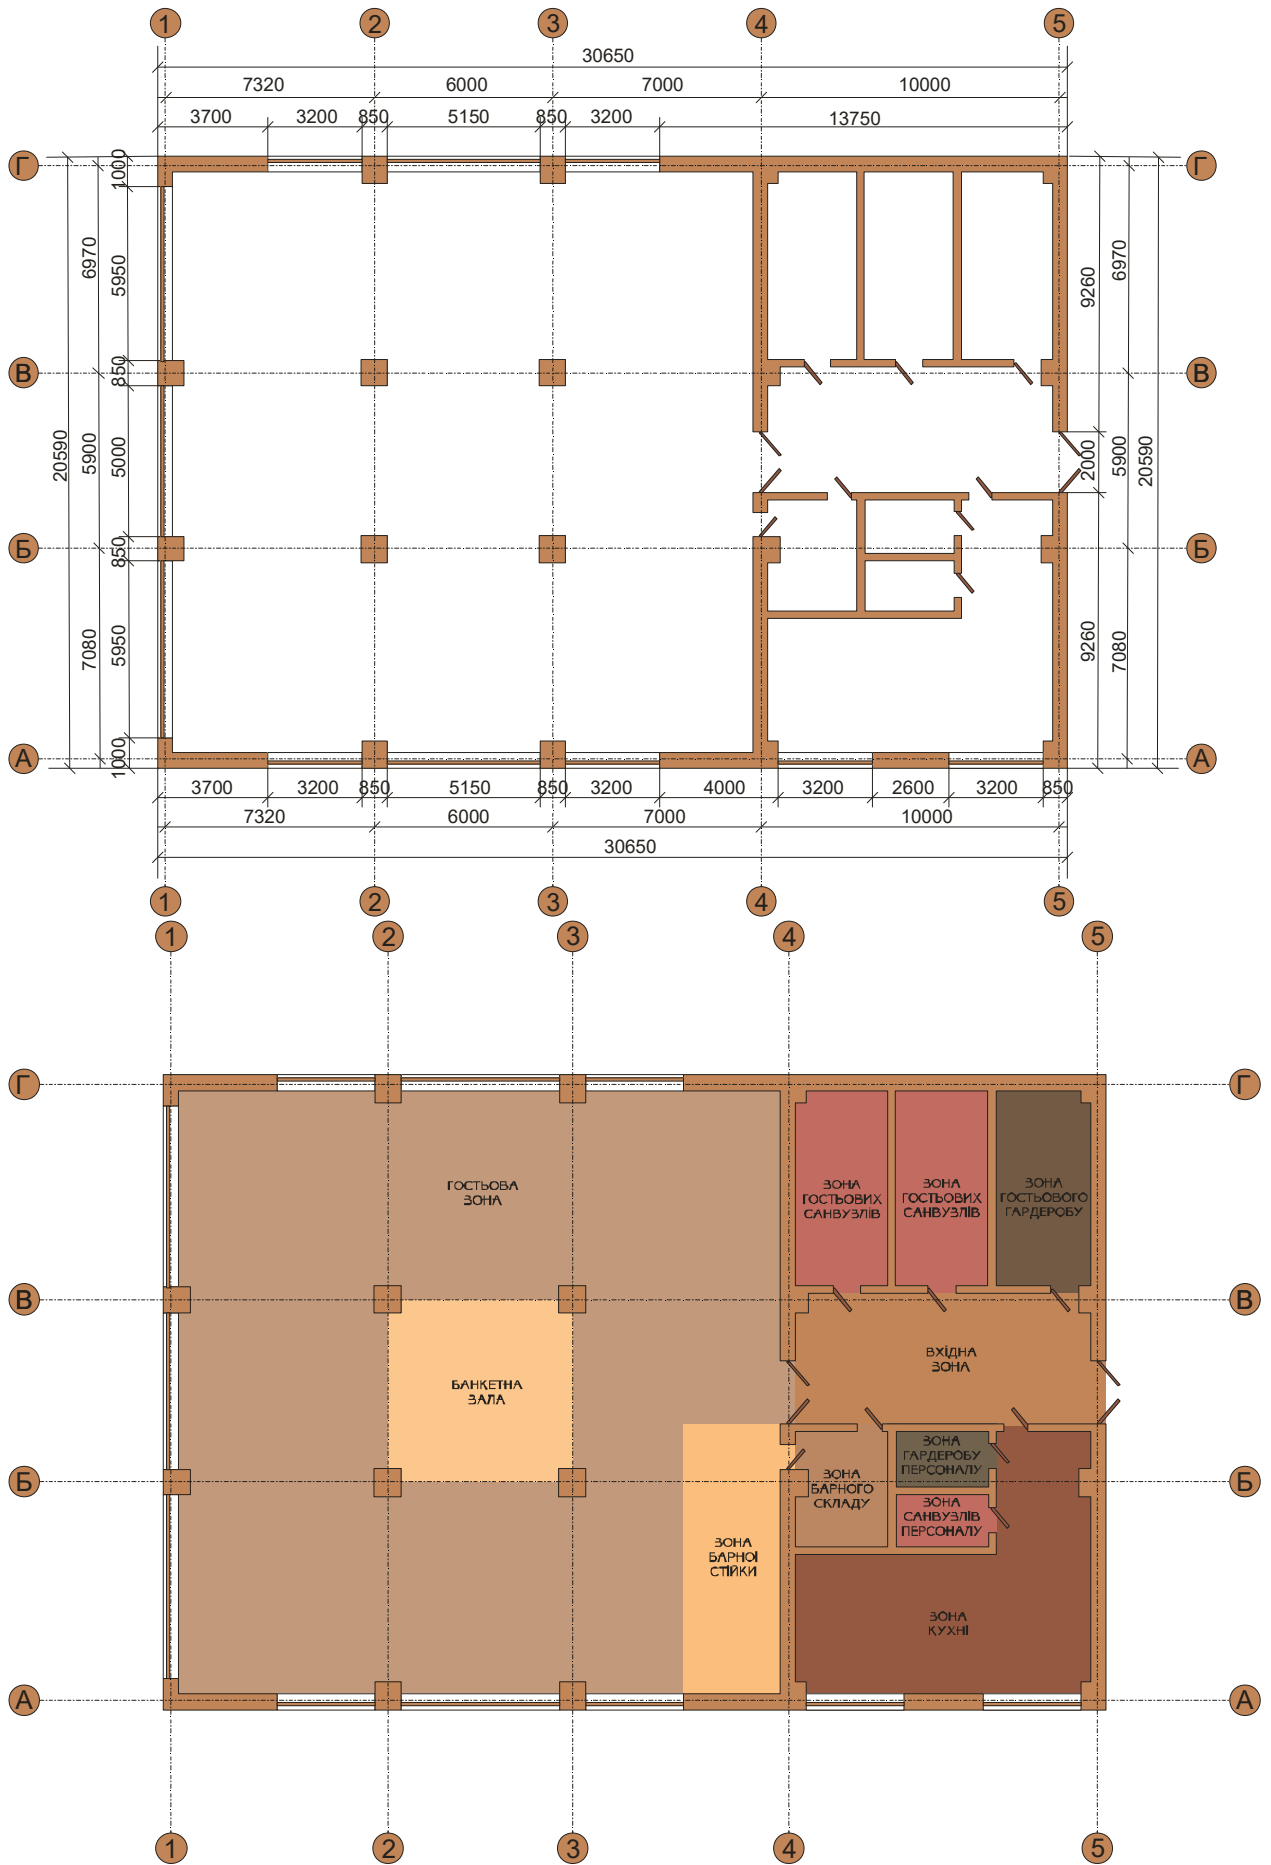 1 2 3 4 5
30650
7320 6000 7000 10000
3700 3200 850 5150 850 3200 13750
Г Г
1000
6970 5950 9260 6970
В В
850
20590 5900 5000 2000 5900 20590
Б Б
850
7080 5950 9260 7080
А А
1000
3700 3200 850 5150 850 3200 4000 3200 2600 3200 850
7320 6000 7000 10000
30650
1 2 3 4 5
1 2 3 4 5
Г Г
ГОСТЬОВА
ЗОНА
ЗОНА
ГОСТЬОВИХ
САНВУЗЛІВ
ЗОНА
ГОСТЬОВИХ
САНВУЗЛІВ
ЗОНА
ГОСТЬОВОГО
ГАРДЕРОБУ
В В
БАНКЕТНА
ЗАЛА
ВХІДНА
ЗОНА
ЗОНА
ГАРДЕРОБУ
ПЕРСОНАЛУ
Б Б
ЗОНА
БАРНОГО
СКЛАДУ
ЗОНА
САНВУЗЛІВ
ПЕРСОНАЛУ
ЗОНА
БАРНОЇ
СТІЙКИ
ЗОНА
КУХНІ
А А
1 2 3 4 5